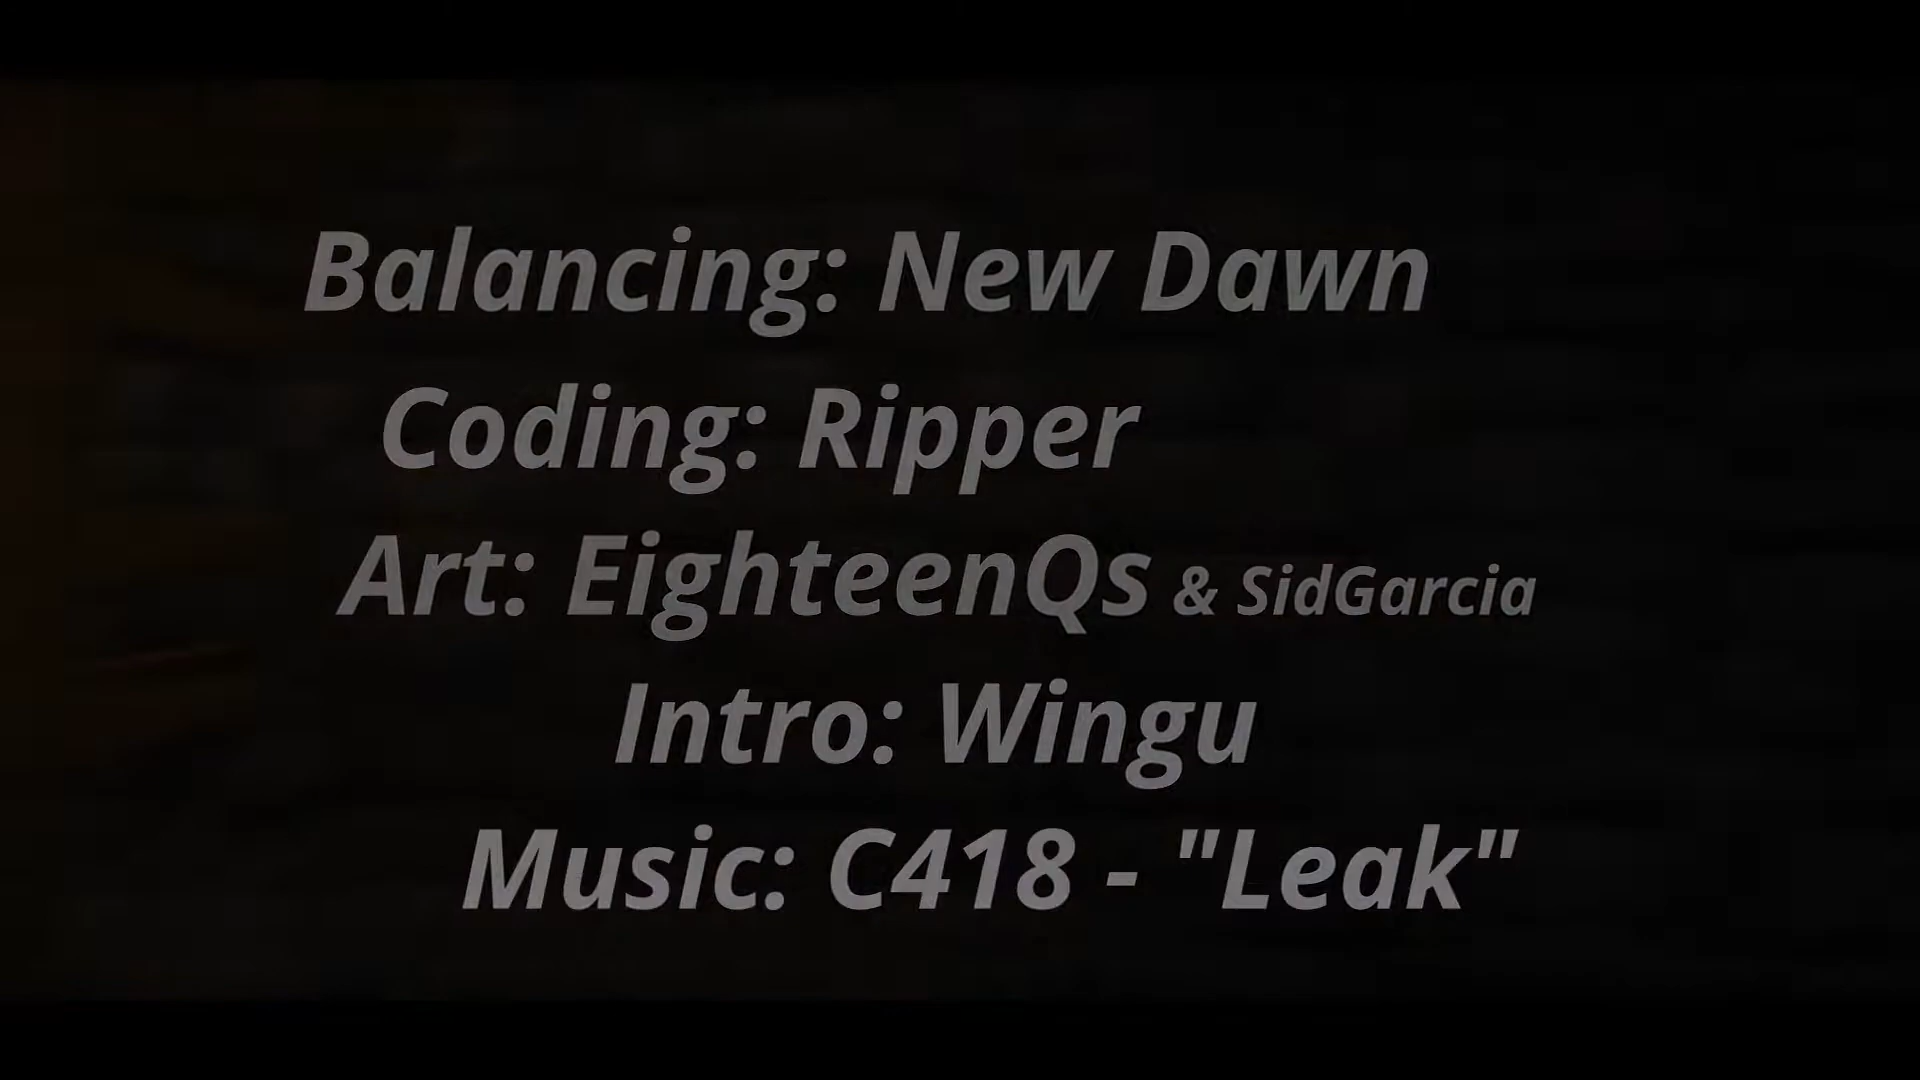 Balancing: New Dawn
Coding: Ripper
Art: EighteenQs & SidGarcia
Intro: Wingu
Music: C418 - "Leak"